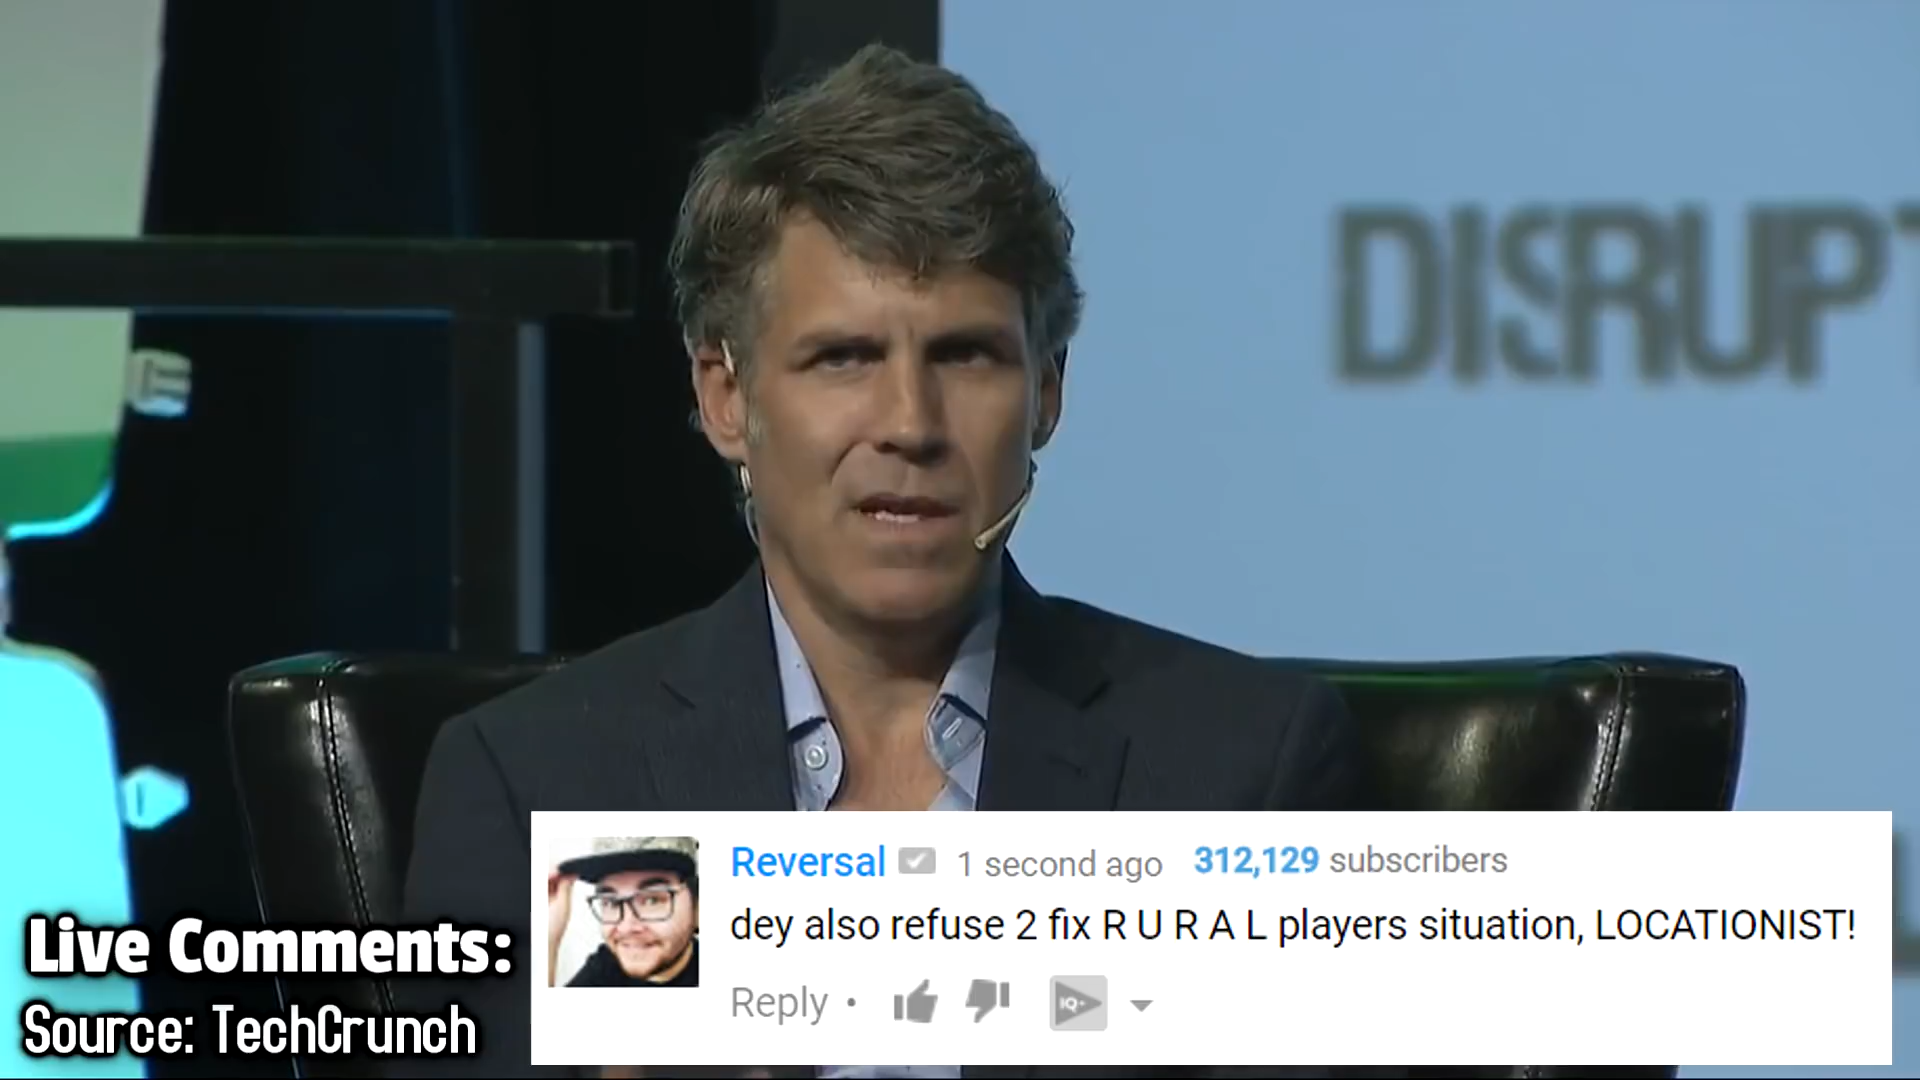 DISRUPT
Reversal 1 second ago 312,129 subscribers
dey also refuse 2 fix R U R A L players situation, LOCATIONIST!
Reply •
IQ
Live Comments:
Source: TechCrunch